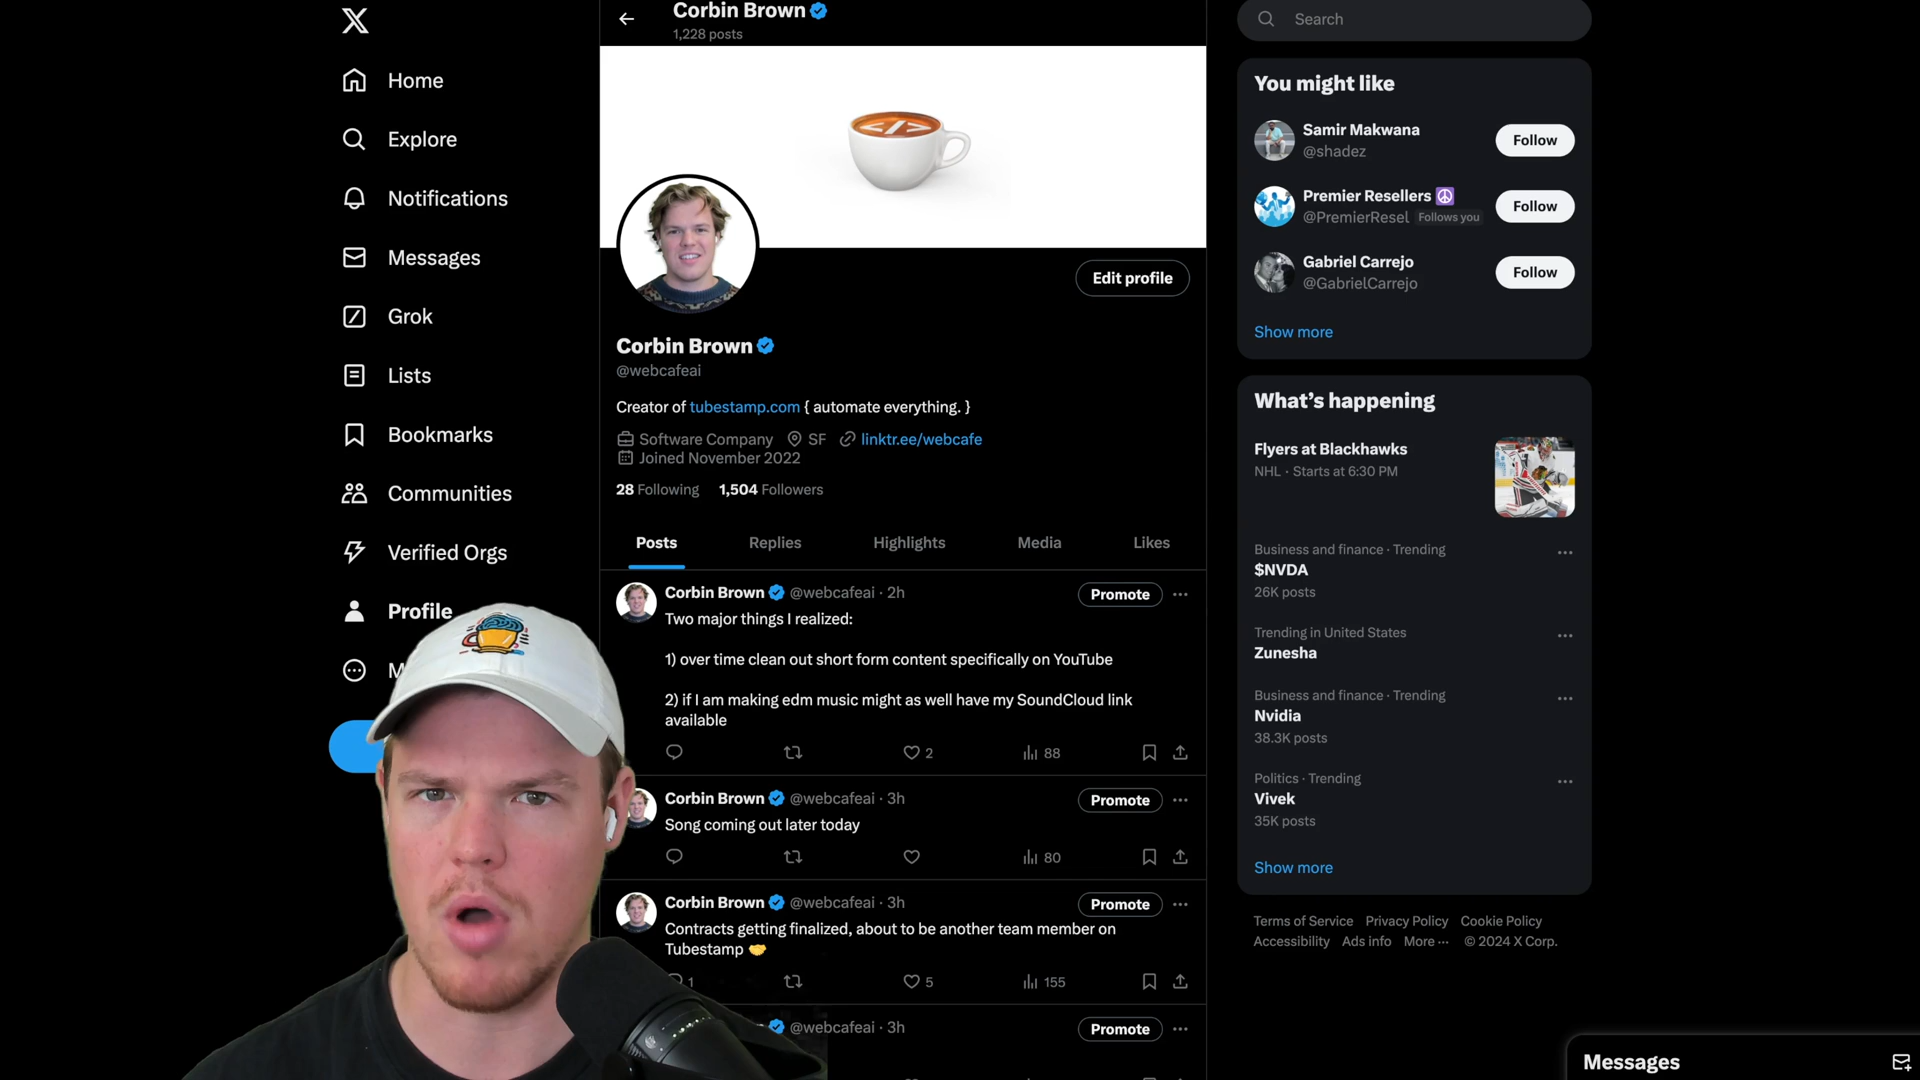 Home
Explore
Notifications
Messages
Grok
Lists
Bookmarks
Communities
Verified Orgs
Profile
Corbin Brown
1,228 posts
</>
Edit profile
Corbin Brown
@webcafeai
Creator of tubestamp.com { automate everything. }
Software Company SF linktr.ee/webcafe
Joined November 2022
28 Following 1,504 Followers
Posts Replies Highlights Media Likes
Corbin Brown @webcafeai · 2h
Promote
Two major things I realized:
1) over time clean out short form content specifically on YouTube
2) if I am making edm music might as well have my SoundCloud link
available
2 88
Corbin Brown @webcafeai · 3h
Promote
Song coming out later today
80
Corbin Brown @webcafeai · 3h
Promote
Contracts getting finalized, about to be another team member on
Tubestamp 🤝
1 5 155
@webcafeai · 3h
Promote
Search
You might like
Samir Makwana
@shadez
Follow
Premier Resellers ☮
@PremierResel Follows you
Follow
Gabriel Carrejo
@GabrielCarrejo
Follow
Show more
What’s happening
Flyers at Blackhawks
NHL · Starts at 6:30 PM
Business and finance · Trending
$NVDA
26K posts
Trending in United States
Zunesha
Business and finance · Trending
Nvidia
38.3K posts
Politics · Trending
Vivek
35K posts
Show more
Terms of Service Privacy Policy Cookie Policy
Accessibility Ads info More ··· © 2024 X Corp.
Messages